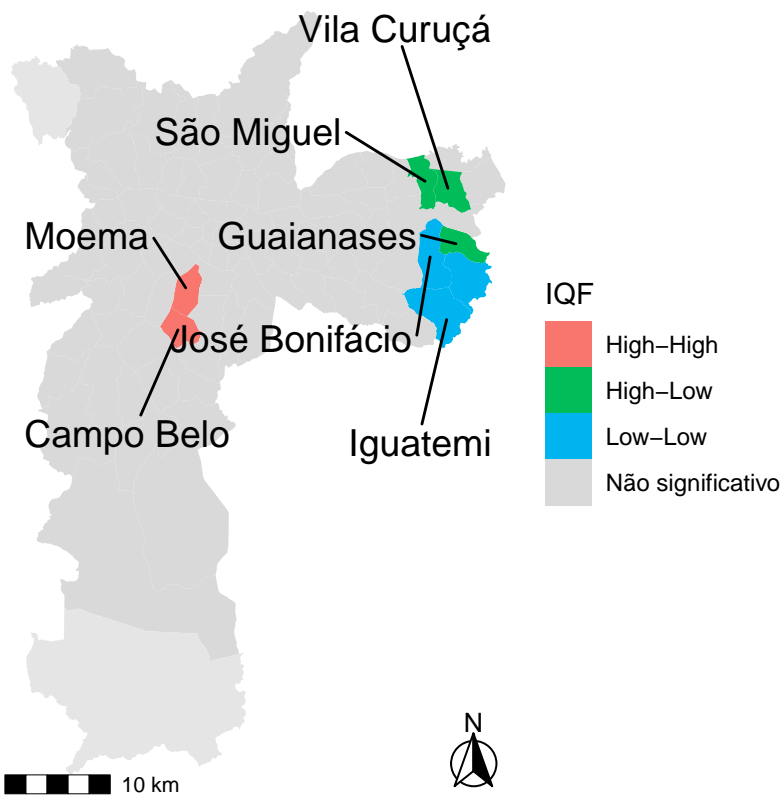 Vila Curuçá
São Miguel
Moema
Guaianases
José Bonifácio
Campo Belo
Iguatemi
IQF
High−High
High−Low
Low−Low
Não significativo
N
10 km